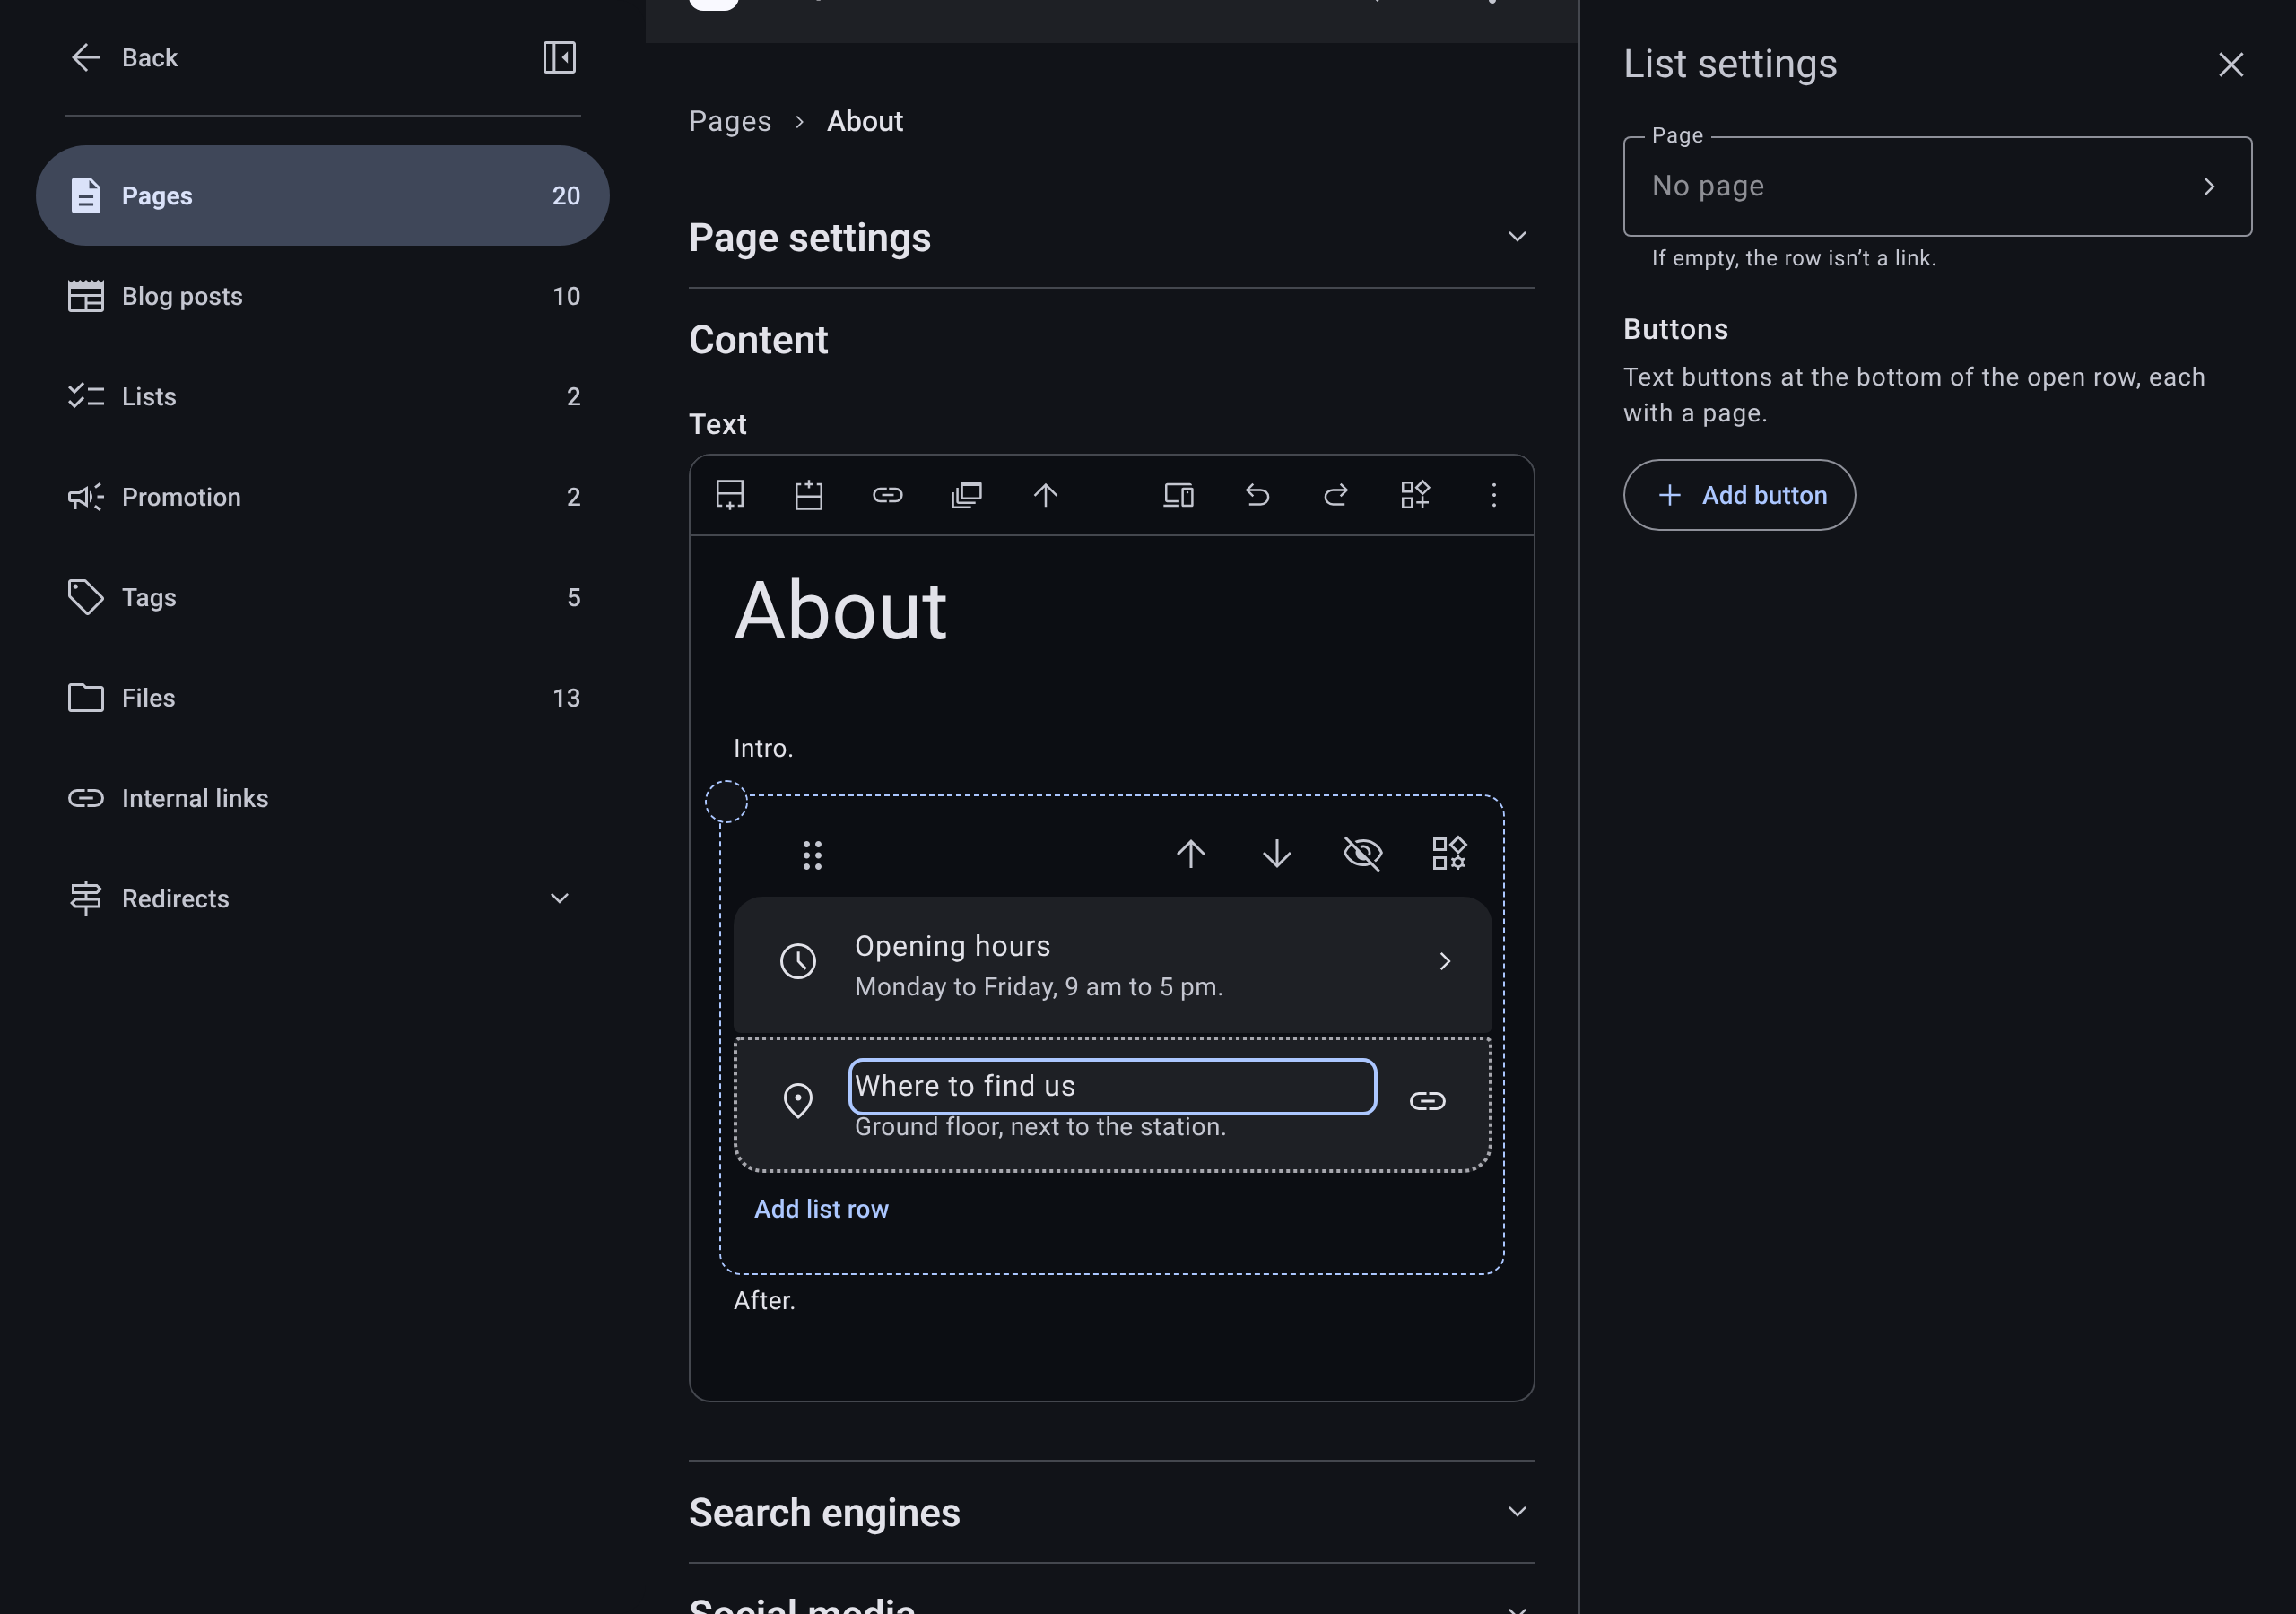 Back
Pages 20
Blog posts 10
Lists 2
Promotion 2
Tags 5
Files 13
Internal links
Redirects
Pages › About
Page settings
Content
Text
About
Intro.
Opening hours
Monday to Friday, 9 am to 5 pm.
Where to find us
Ground floor, next to the station.
Add list row
After.
Search engines
Social media
List settings
Page
No page
If empty, the row isn’t a link.
Buttons
Text buttons at the bottom of the open row, each
with a page.
Add button